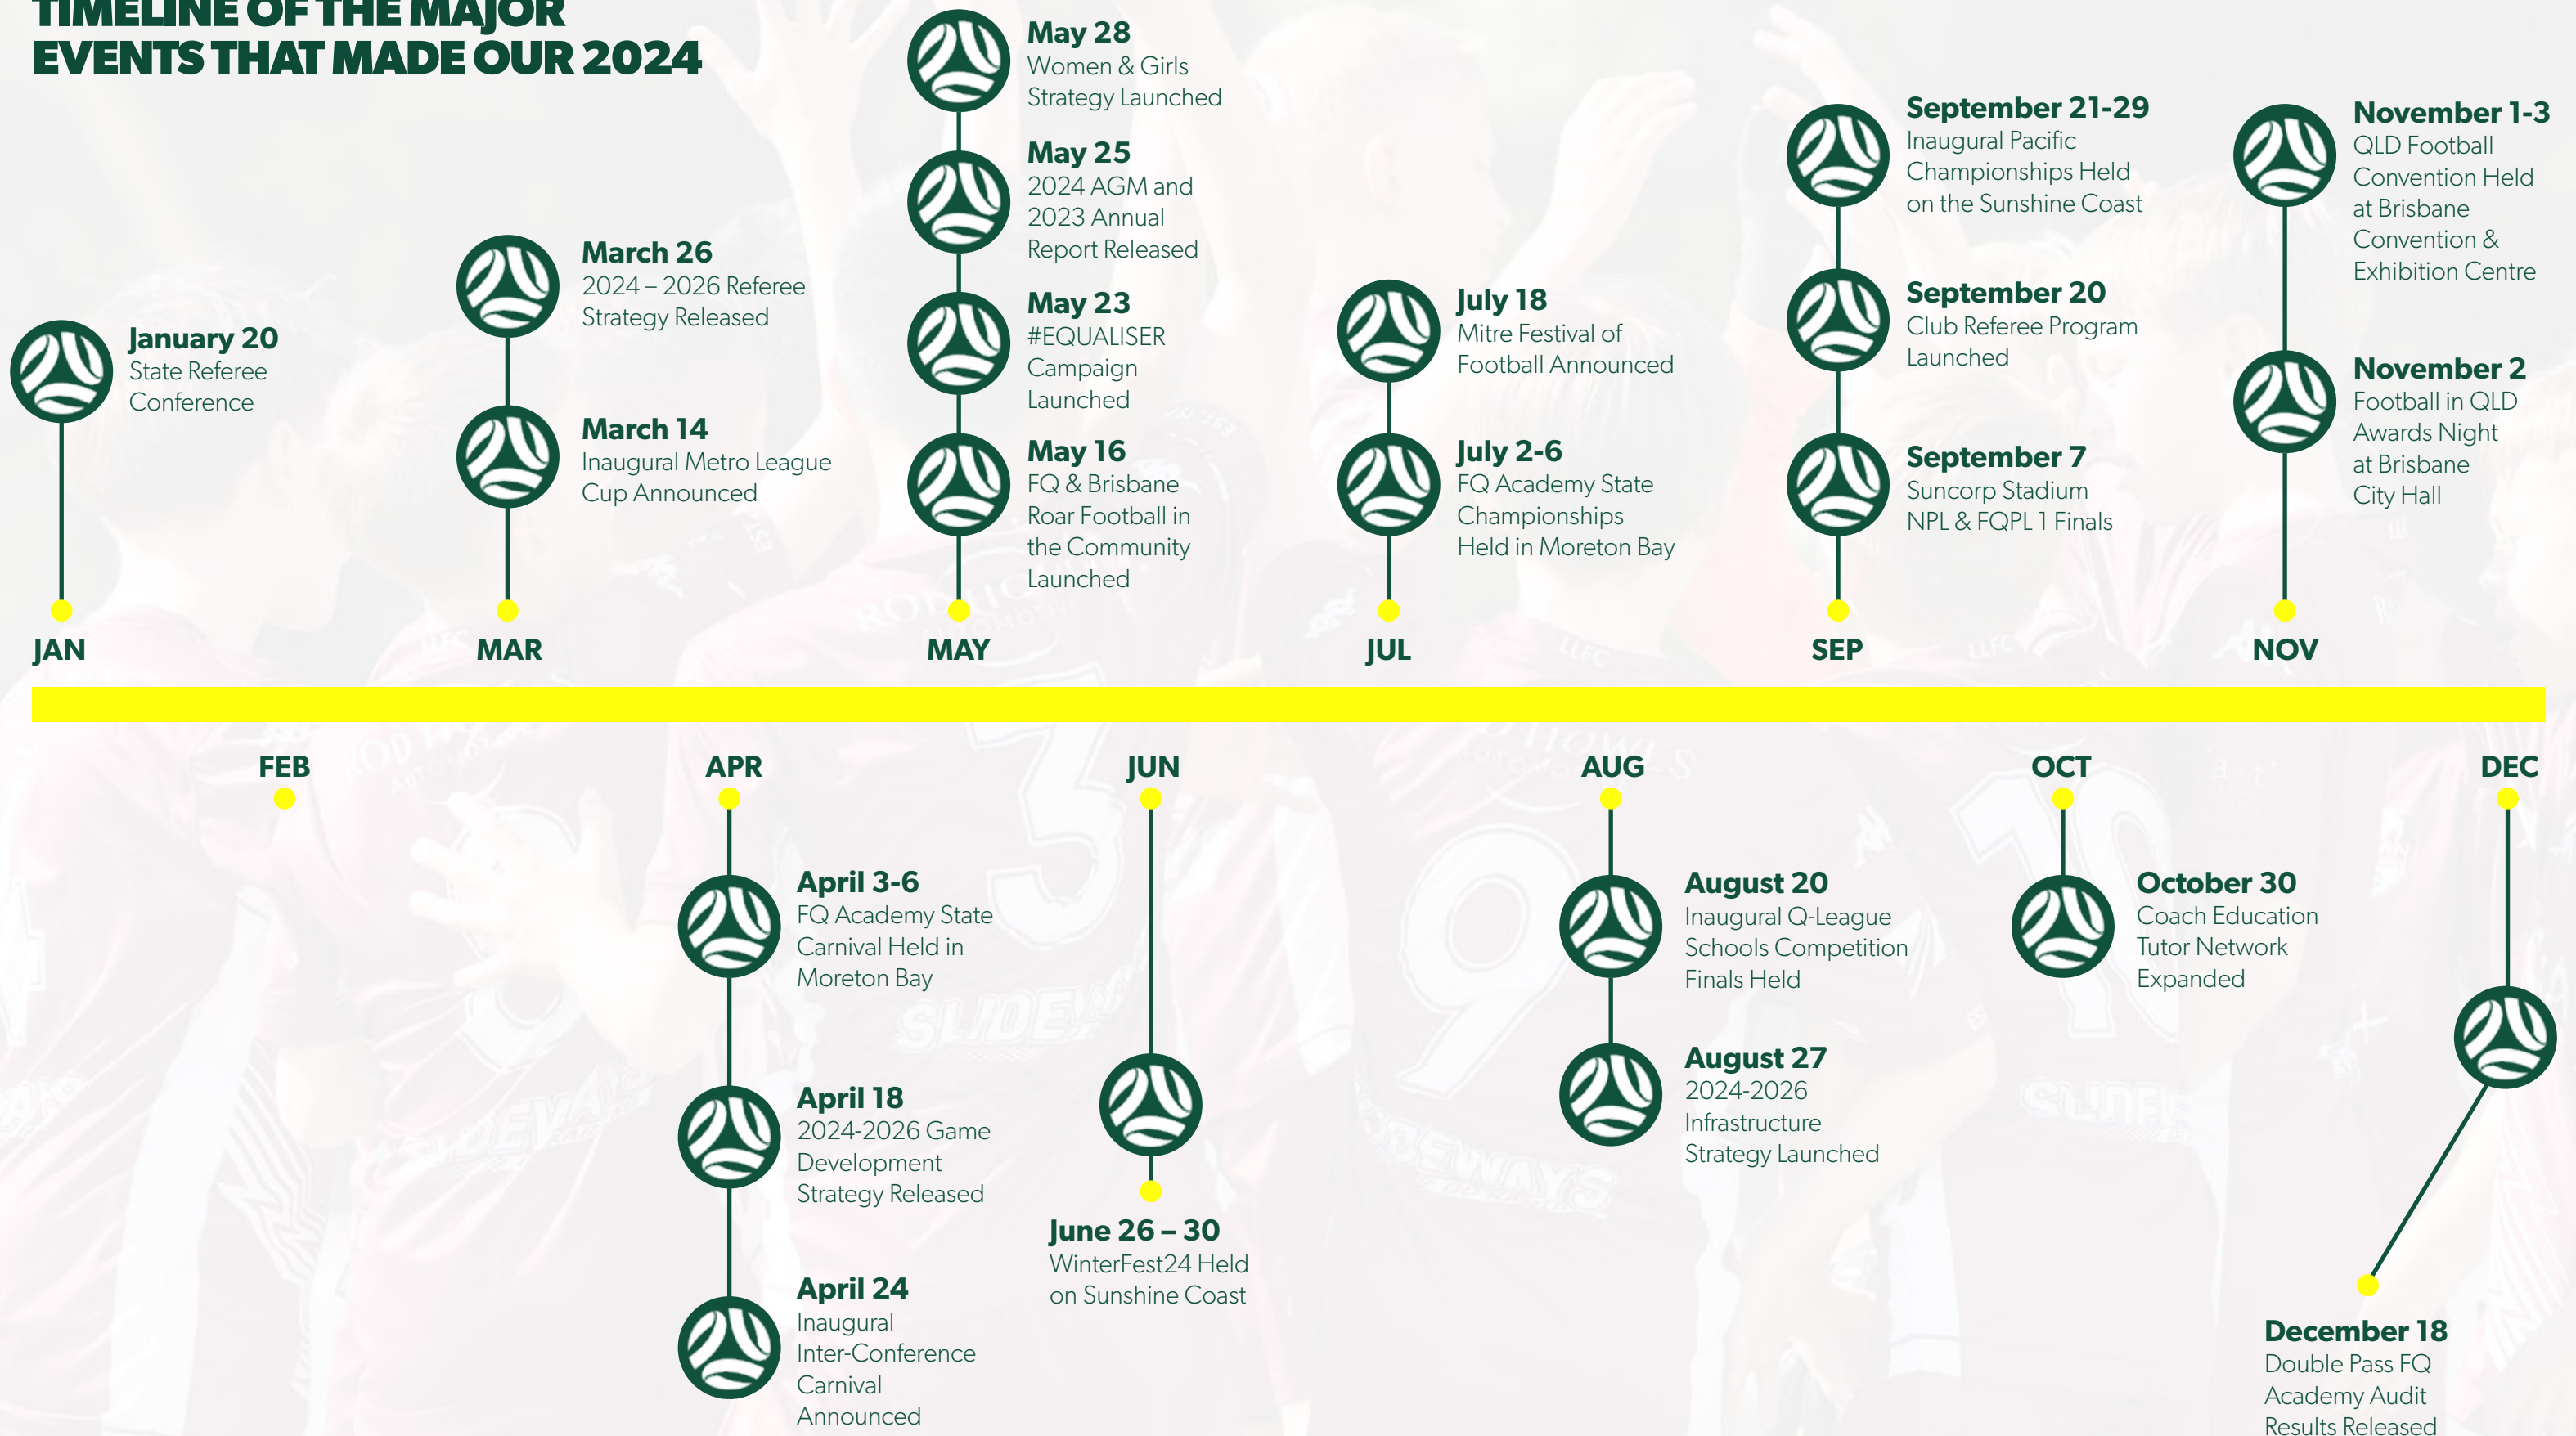 TIMELINE OF THE MAJOR
EVENTS THAT MADE OUR 2024
January 20
State Referee
Conference
JAN
March 26
2024 – 2026 Referee
Strategy Released
March 14
Inaugural Metro League
Cup Announced
MAR
May 28
Women & Girls
Strategy Launched
May 25
2024 AGM and
2023 Annual
Report Released
May 23
#EQUALISER
Campaign
Launched
May 16
FQ & Brisbane
Roar Football in
the Community
Launched
MAY
July 18
Mitre Festival of
Football Announced
July 2-6
FQ Academy State
Championships
Held in Moreton Bay
JUL
September 21-29
Inaugural Pacific
Championships Held
on the Sunshine Coast
September 20
Club Referee Program
Launched
September 7
Suncorp Stadium
NPL & FQPL 1 Finals
SEP
November 1-3
QLD Football
Convention Held
at Brisbane
Convention &
Exhibition Centre
November 2
Football in QLD
Awards Night
at Brisbane
City Hall
NOV
FEB
APR
April 3-6
FQ Academy State
Carnival Held in
Moreton Bay
April 18
2024-2026 Game
Development
Strategy Released
April 24
Inaugural
Inter-Conference
Carnival
Announced
JUN
June 26 – 30
WinterFest24 Held
on Sunshine Coast
AUG
August 20
Inaugural Q-League
Schools Competition
Finals Held
August 27
2024-2026
Infrastructure
Strategy Launched
OCT
October 30
Coach Education
Tutor Network
Expanded
DEC
December 18
Double Pass FQ
Academy Audit
Results Released
3
9
10